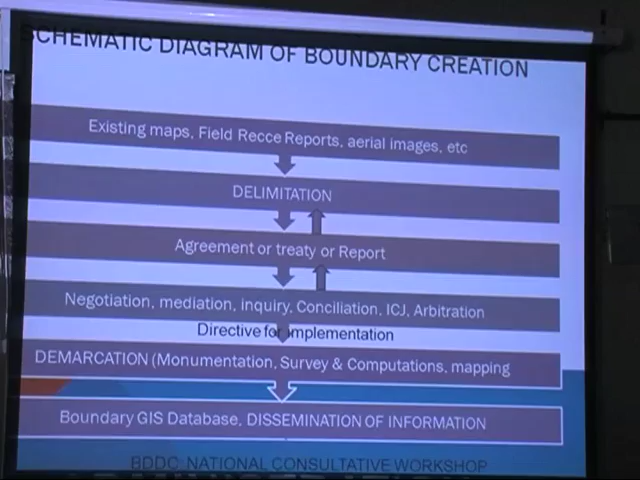 SCHEMATIC DIAGRAM OF BOUNDARY CREATION
Existing maps, Field Recce Reports, aerial images, etc
DELIMITATION
Agreement or treaty or Report
Negotiation, mediation, inquiry, Conciliation, ICJ, Arbitration
Directive for implementation
DEMARCATION (Monumentation, Survey & Computations, mapping
Boundary GIS Database, DISSEMINATION OF INFORMATION
BDDC: NATIONAL CONSULTATIVE WORKSHOP